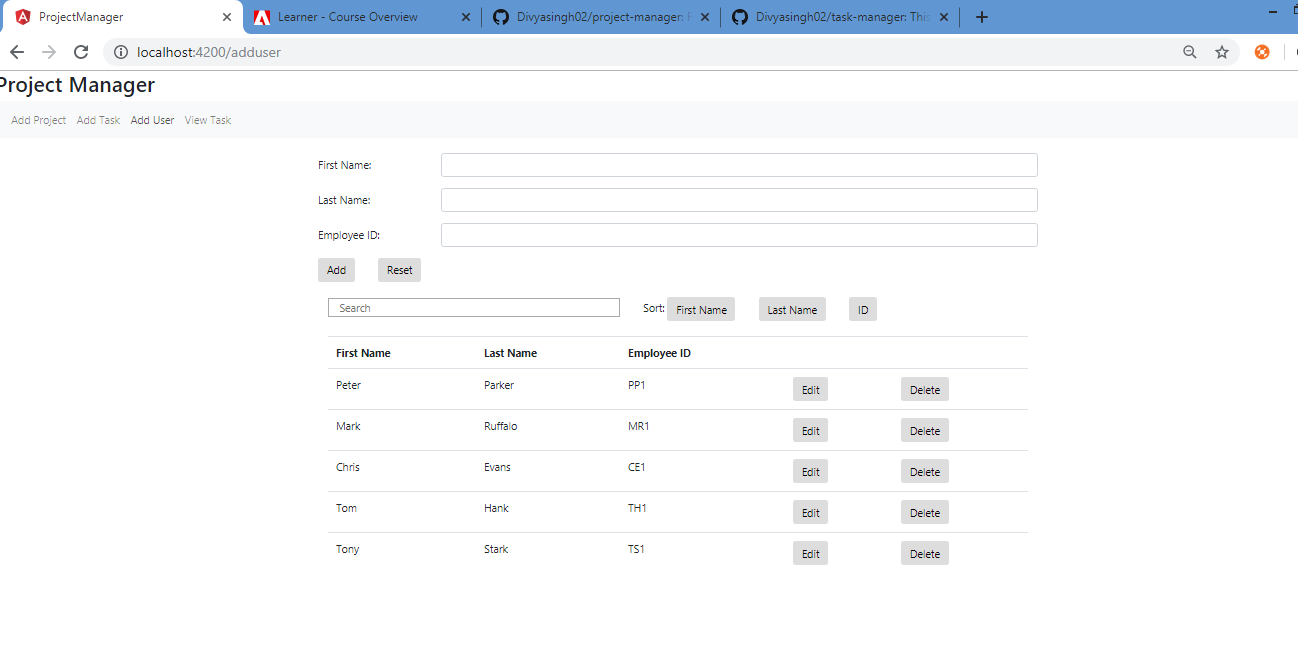 ProjectManager Learner - Course Overview Divyasingh02/project-manager: Divyasingh02/task-manager: This
localhost:4200/adduser
Project Manager
Add Project Add Task Add User View Task
First Name:
Last Name:
Employee ID:
Add Reset
Search Sort: First Name Last Name ID
First Name Last Name Employee ID
Peter Parker PP1 Edit Delete
Mark Ruffalo MR1 Edit Delete
Chris Evans CE1 Edit Delete
Tom Hank TH1 Edit Delete
Tony Stark TS1 Edit Delete